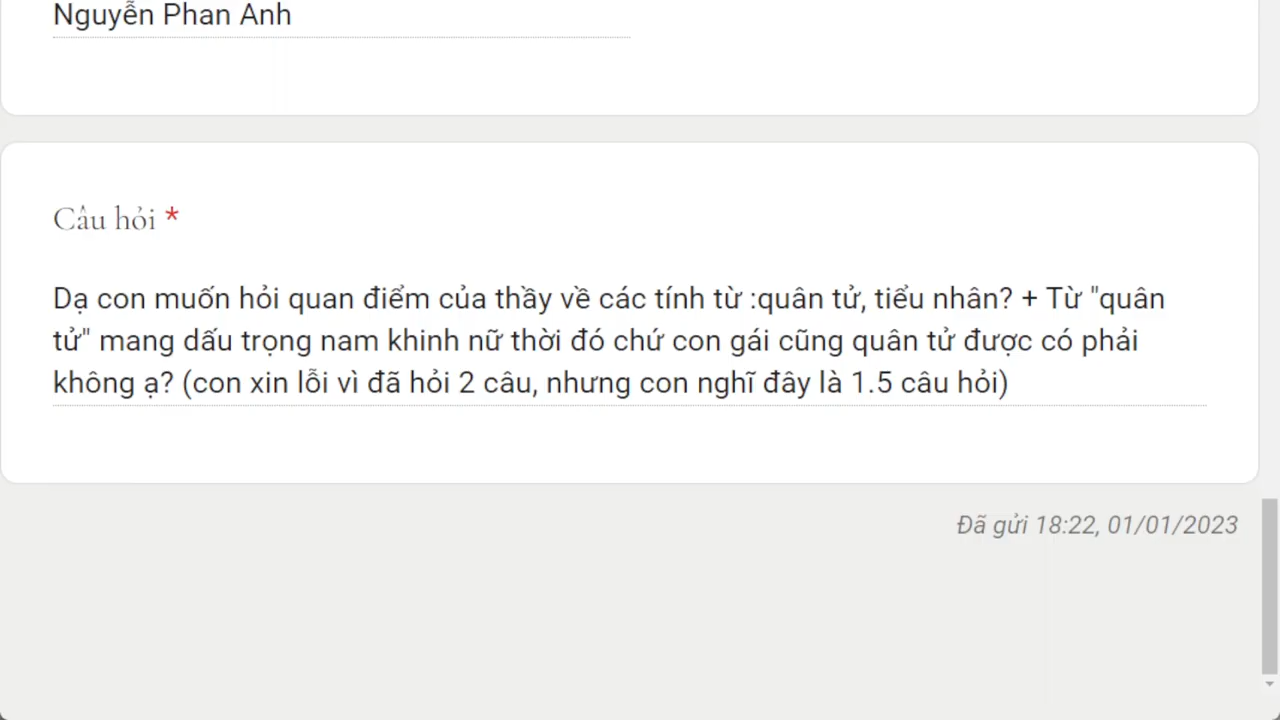 Nguyễn Phan Anh
Câu hỏi *
Dạ con muốn hỏi quan điểm của thầy về các tính từ :quân tử, tiểu nhân? + Từ "quân
tử" mang dấu trọng nam khinh nữ thời đó chứ con gái cũng quân tử được có phải
không ạ? (con xin lỗi vì đã hỏi 2 câu, nhưng con nghĩ đây là 1.5 câu hỏi)
Đã gửi 18:22, 01/01/2023